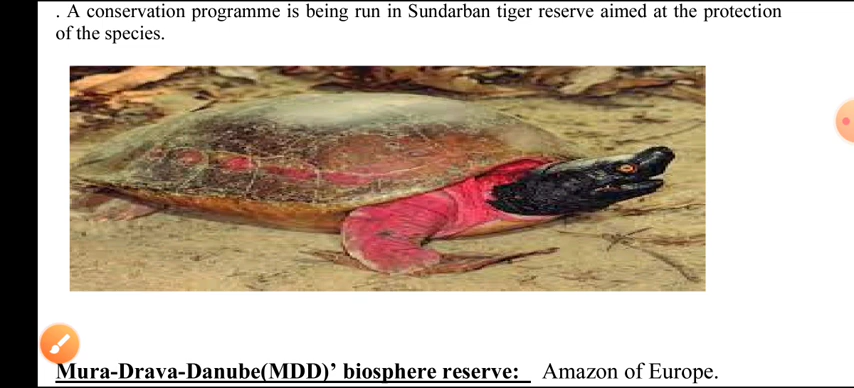 . A conservation programme is being run in Sundarban tiger reserve aimed at the protection
of the species.
Mura-Drava-Danube(MDD)’ biosphere reserve: Amazon of Europe.